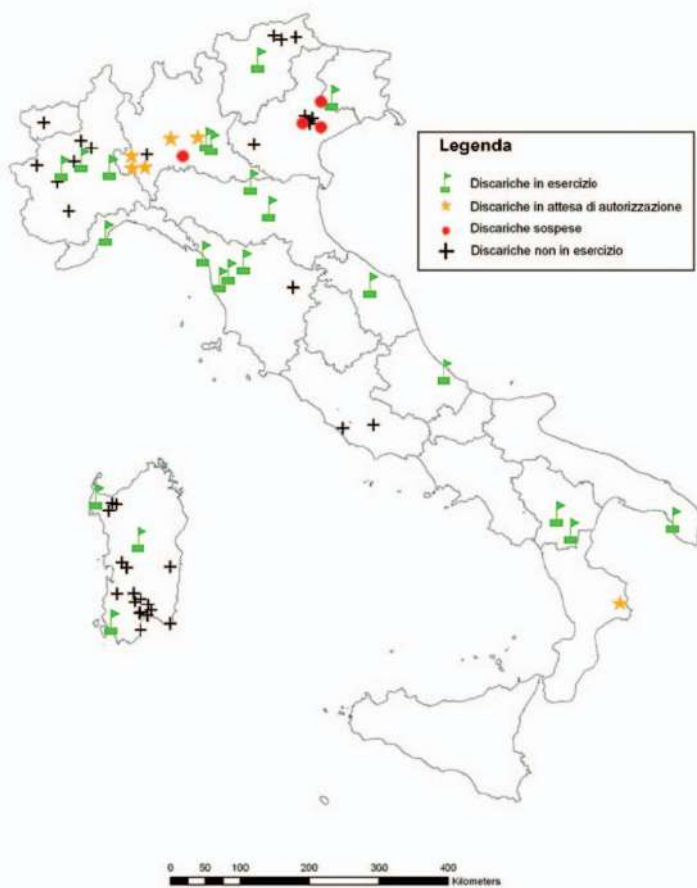 Legenda
Discariche in esercizio
Discariche in attesa di autorizzazione
Discariche sospese
Discariche non in esercizio
0 50 100 200 300 400
Kilometers